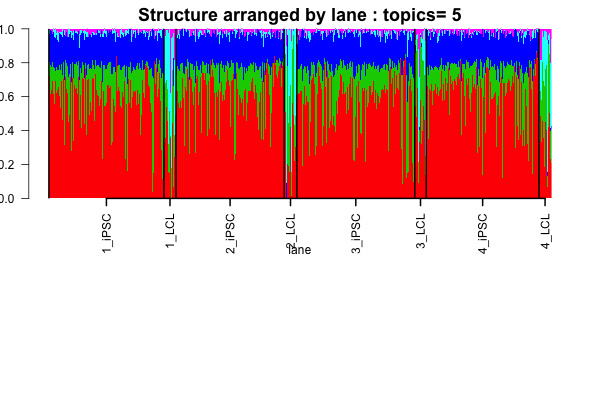 Structure arranged by lane : topics= 5
1.0
0.8
0.6
0.4
0.2
0.0
1_iPSC
1_LCL
2_iPSC
2_LCL
3_iPSC
3_LCL
4_iPSC
4_LCL
lane